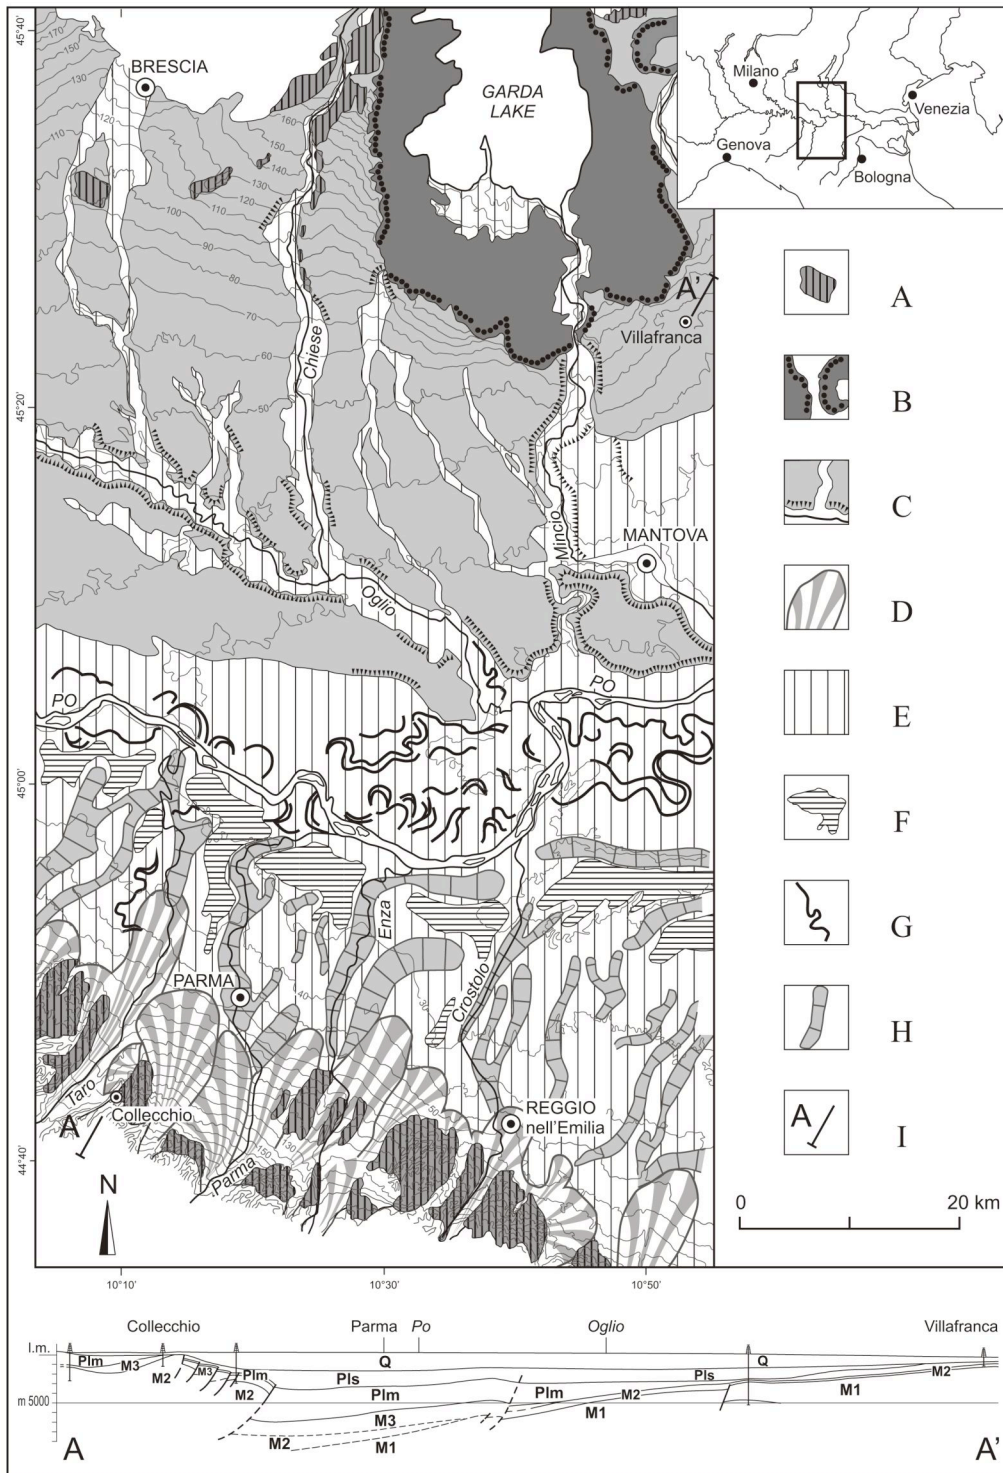 45°40'
45°20'
45°00'
44°40'
170
150
130
110
120
BRESCIA
160
150
140
130
120
110
100
90
80
70
60
50
GARDA
LAKE
Milano
Venezia
Genova
Bologna
A'
Villafranca
Chiese
Mincio
MANTOVA
Oglio
PO
PO
Enza
Crostolo
PARMA
40
30
50
Taro
Collecchio
A
150
130
Parma
REGGIO
nell'Emilia
N
A
B
C
D
E
F
G
H
A
I
0 20 km
10°10'
10°30'
10°50'
Collecchio Parma Po Oglio Villafranca
l.m.
m 5000
Plm
M3
M2
M3
Plm
M2
Q
Pls
Plm
M3
M2
M1
Plm
M2
M1
Pls
Q
M2
M1
A A'